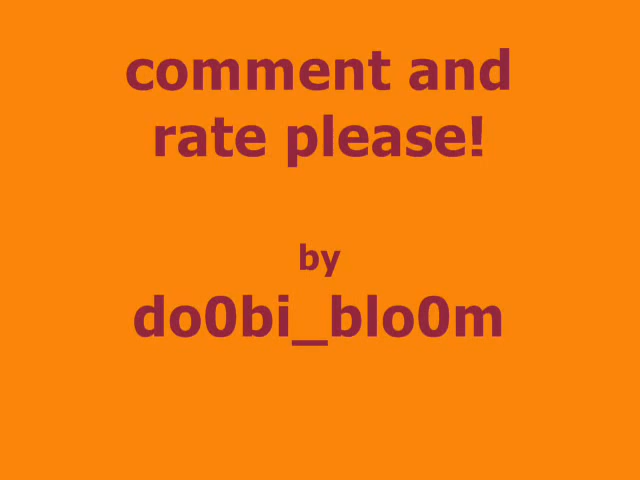 comment and
rate please!
by
do0bi_blo0m